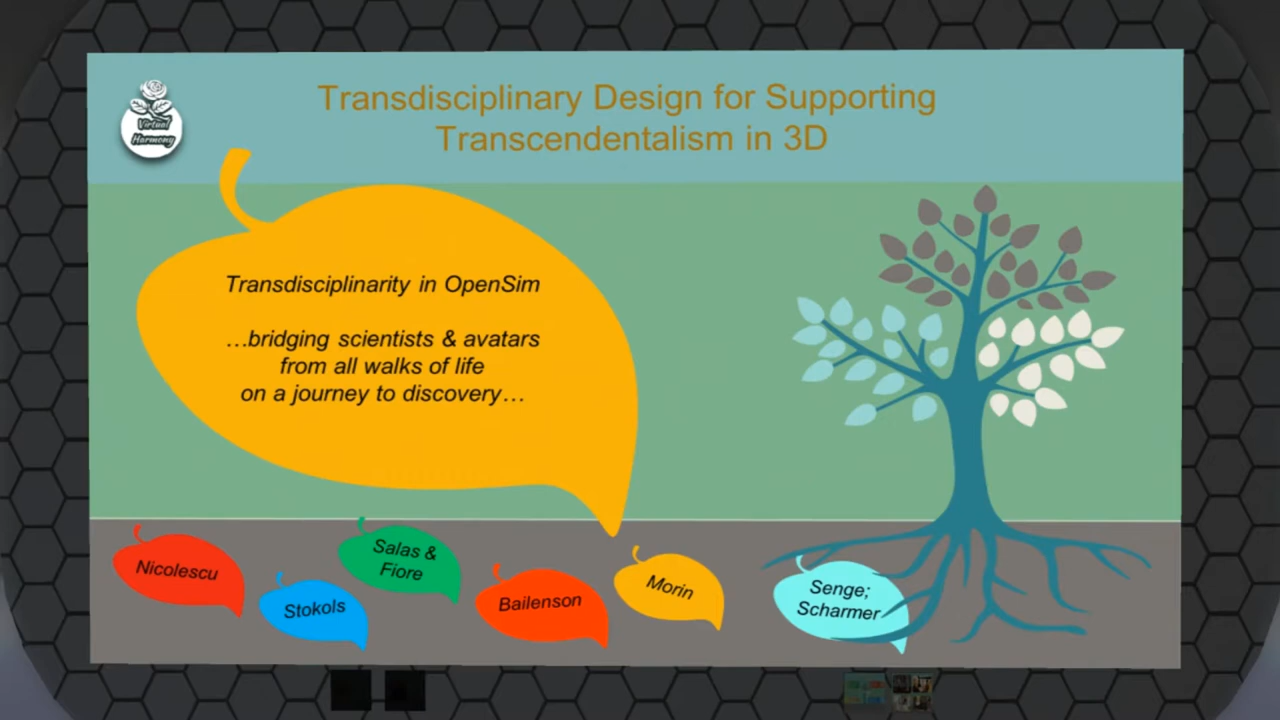 Virtual
Harmony
Transdisciplinary Design for Supporting
Transcendentalism in 3D
Transdisciplinarity in OpenSim
…bridging scientists & avatars
from all walks of life
on a journey to discovery…
Nicolescu
Stokols
Salas &
Fiore
Bailenson
Morin
Senge;
Scharmer